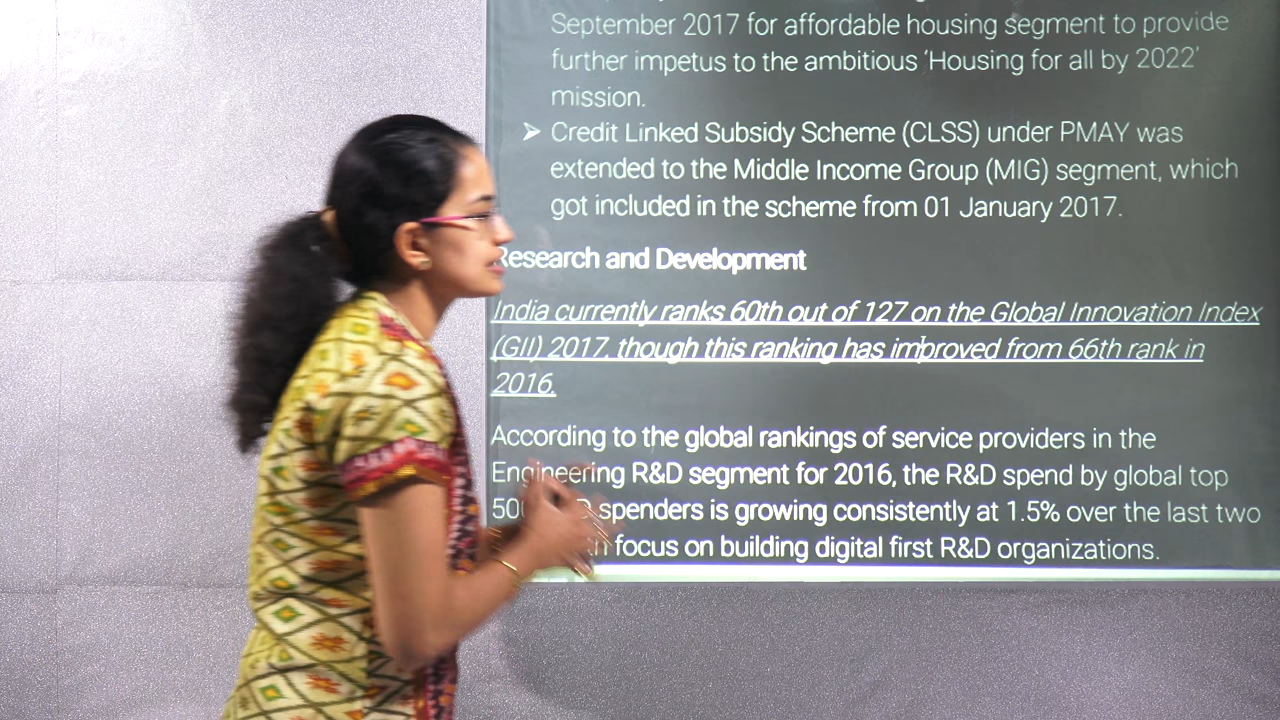 September 2017 for affordable housing segment to provide
further impetus to the ambitious ‘Housing for all by 2022’
mission.
➤ Credit Linked Subsidy Scheme (CLSS) under PMAY was
extended to the Middle Income Group (MIG) segment, which
got included in the scheme from 01 January 2017.
Research and Development
India currently ranks 60th out of 127 on the Global Innovation Index
(GII) 2017, though this ranking has improved from 66th rank in
2016.
According to the global rankings of service providers in the
Engineering R&D segment for 2016, the R&D spend by global top
spenders is growing consistently at 1.5% over the last two
focus on building digital first R&D organizations.